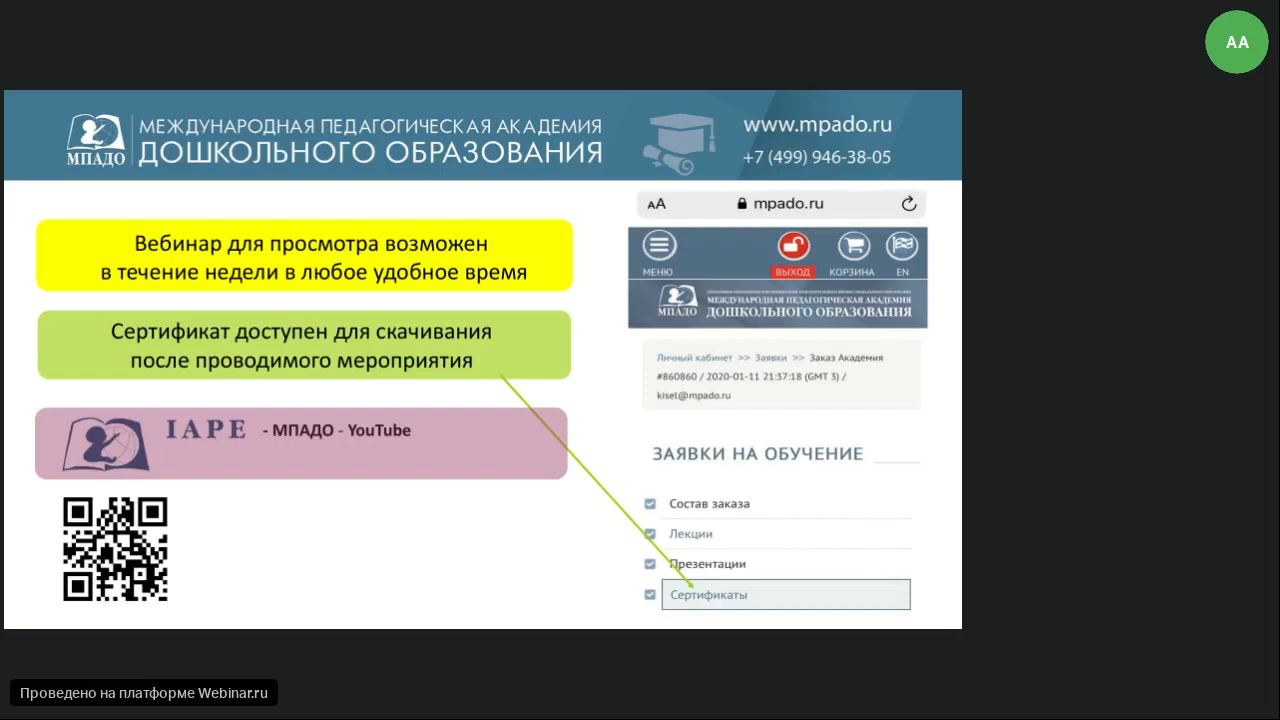 AA
МПАДО
МЕЖДУНАРОДНАЯ ПЕДАГОГИЧЕСКАЯ АКАДЕМИЯ
ДОШКОЛЬНОГО ОБРАЗОВАНИЯ
www.mpado.ru
+7 (499) 946-38-05
Вебинар для просмотра возможен
в течение недели в любое удобное время
Сертификат доступен для скачивания
после проводимого мероприятия
IAPE - МПАДО - YouTube
AA mpado.ru
МЕНЮ ВЫХОД КОРЗИНА EN
МПАДО
МЕЖДУНАРОДНАЯ ПЕДАГОГИЧЕСКАЯ АКАДЕМИЯ
ДОШКОЛЬНОГО ОБРАЗОВАНИЯ
Личный кабинет >> Заявки >> Заказ Академия
#860860 / 2020-01-11 21:37:18 (GMT 3) /
kisel@mpado.ru
ЗАЯВКИ НА ОБУЧЕНИЕ
Состав заказа
Лекции
Презентации
Сертификаты
Проведено на платформе Webinar.ru